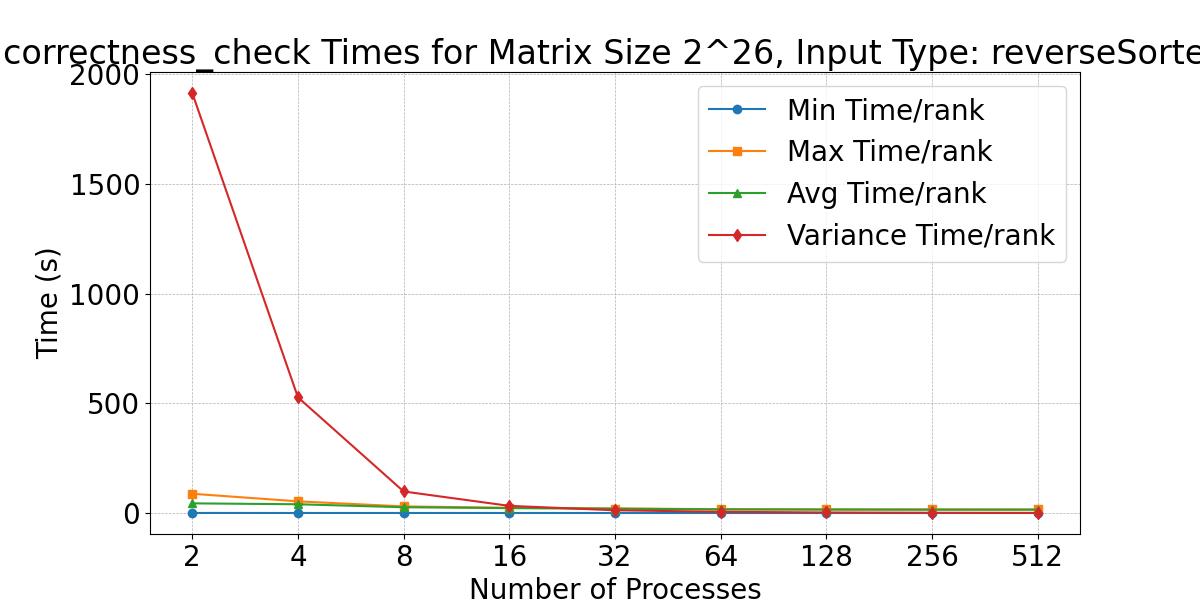 correctness_check Times for Matrix Size 2^26, Input Type: reverseSorte
2000
1500
1000
500
0
Time (s)
Min Time/rank
Max Time/rank
Avg Time/rank
Variance Time/rank
2 4 8 16 32 64 128 256 512
Number of Processes